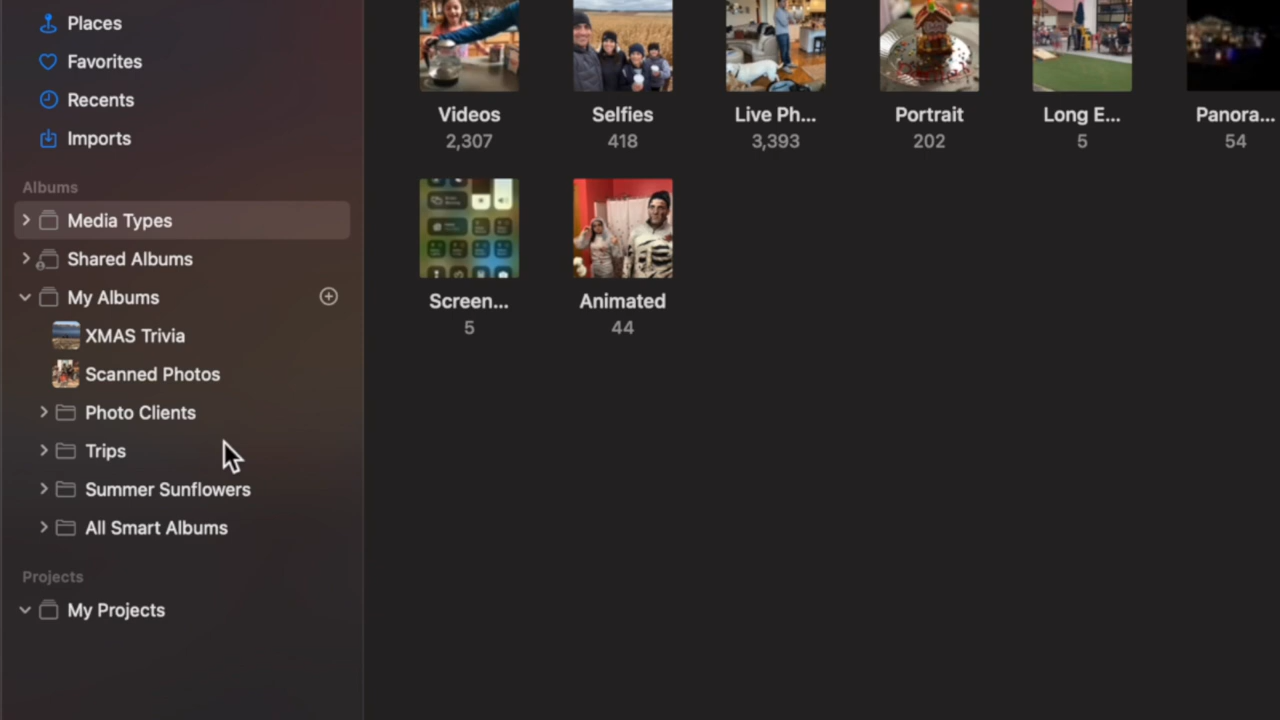 Places
Favorites
Recents
Imports
Albums
Media Types
Shared Albums
My Albums
XMAS Trivia
Scanned Photos
Photo Clients
Trips
Summer Sunflowers
All Smart Albums
Projects
My Projects
Videos Selfies Live Ph... Portrait Long E... Panora...
2,307 418 3,393 202 5 54
Screen... Animated
5 44